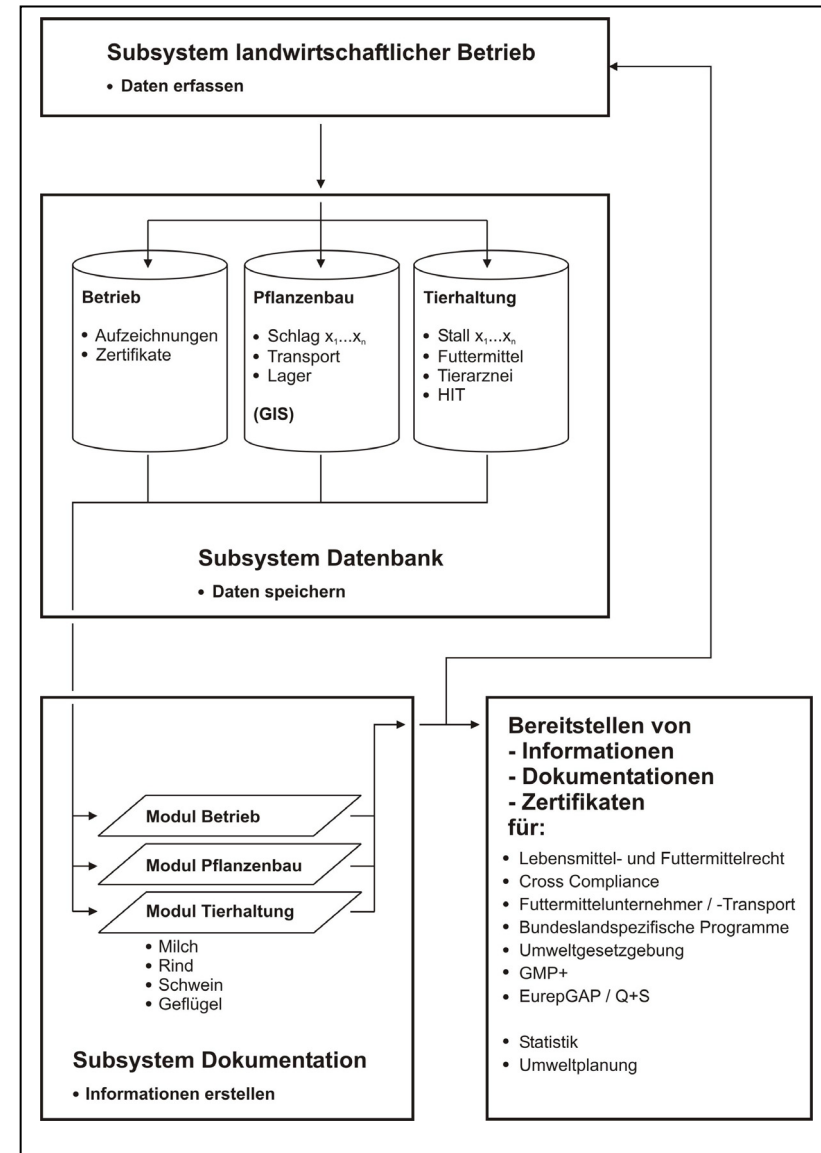 Subsystem landwirtschaftlicher Betrieb
• Daten erfassen
Betrieb
• Aufzeichnungen
• Zertifikate
Pflanzenbau
• Schlag x₁...xₙ
• Transport
• Lager
(GIS)
Tierhaltung
• Stall x₁...xₙ
• Futtermittel
• Tierarznei
• HIT
Subsystem Datenbank
• Daten speichern
Modul Betrieb
Modul Pflanzenbau
Modul Tierhaltung
• Milch
• Rind
• Schwein
• Geflügel
Subsystem Dokumentation
• Informationen erstellen
Bereitstellen von
- Informationen
- Dokumentationen
- Zertifikaten
für:
• Lebensmittel- und Futtermittelrecht
• Cross Compliance
• Futtermittelunternehmer / -Transport
• Bundeslandspezifische Programme
• Umweltgesetzgebung
• GMP+
• EurepGAP / Q+S
• Statistik
• Umweltplanung